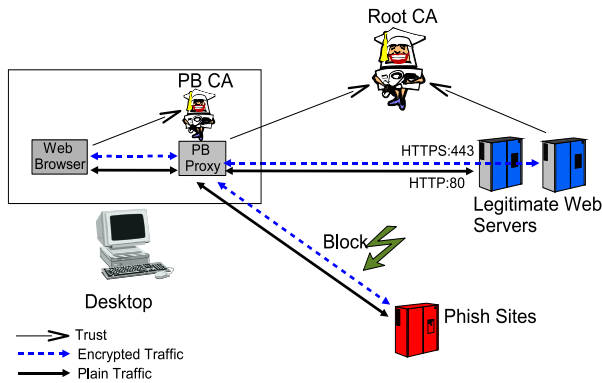 Root CA
PB CA
Web
Browser
PB
Proxy
HTTPS:443
HTTP:80
Legitimate Web
Servers
Block
Desktop
Phish Sites
Trust
Encrypted Traffic
Plain Traffic